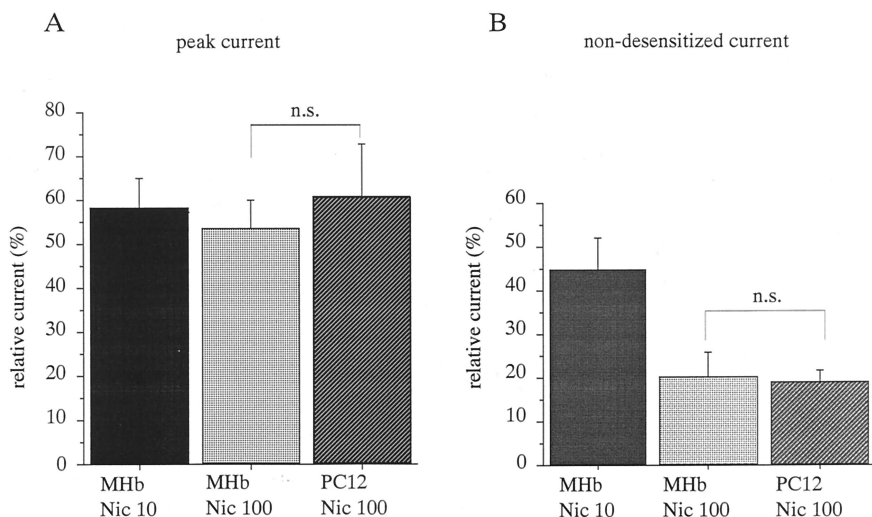 A
peak current
relative current (%)
80
70
60
50
40
30
20
10
0
n.s.
MHb
Nic 10
MHb
Nic 100
PC12
Nic 100
B
non-desensitized current
relative current (%)
60
50
40
30
20
10
0
n.s.
MHb
Nic 10
MHb
Nic 100
PC12
Nic 100